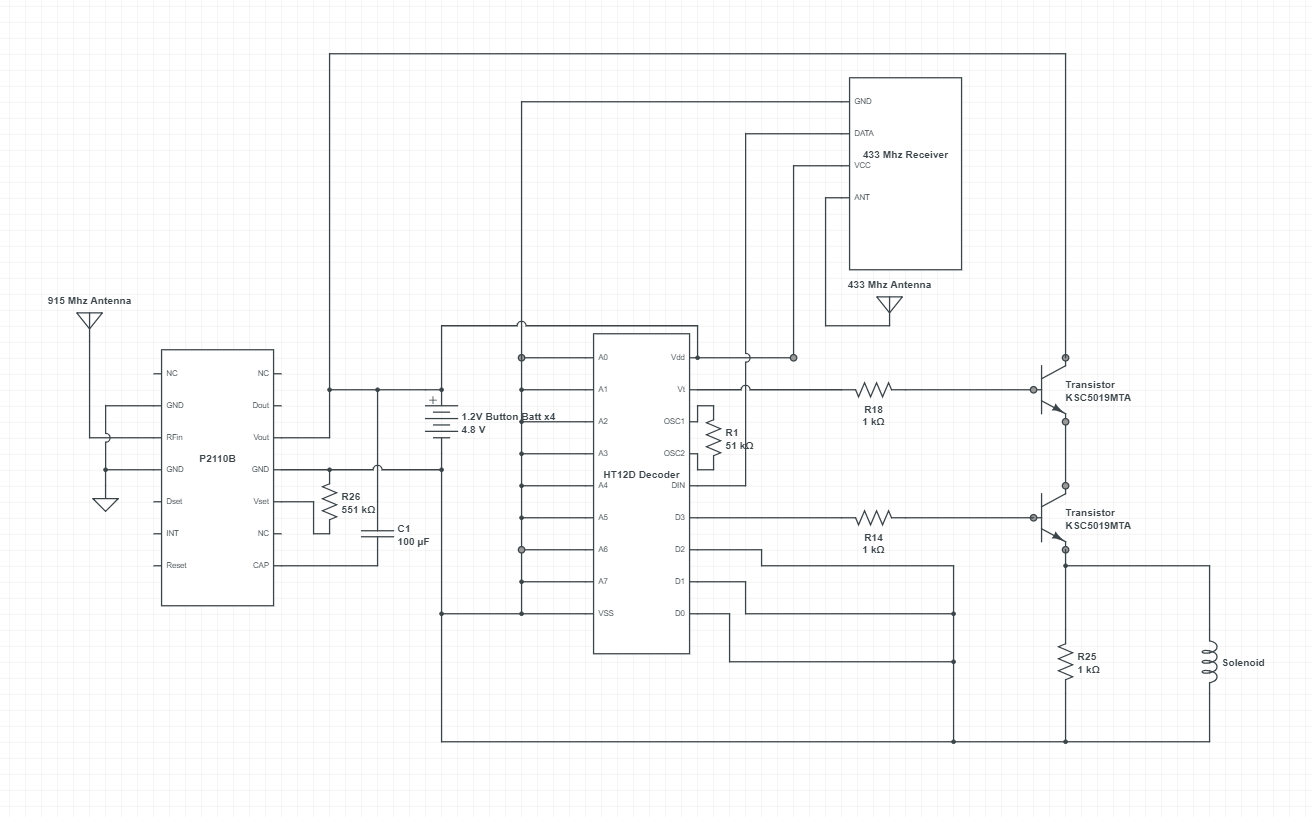 GND
DATA
433 Mhz Receiver
VCC
ANT
433 Mhz Antenna
915 Mhz Antenna
NC
GND
RFin
GND
Dset
INT
Reset
P2110B
NC
Dout
Vout
GND
Vset
NC
CAP
R26
551 kΩ
C1
100 µF
+
1.2V Button Batt x4
4.8 V
A0
A1
A2
A3
A4
A5
A6
A7
VSS
HT12D Decoder
Vdd
Vt
OSC1
OSC2
DIN
D3
D2
D1
D0
R1
51 kΩ
R18
1 kΩ
R14
1 kΩ
Transistor
KSC5019MTA
Transistor
KSC5019MTA
R25
1 kΩ
Solenoid